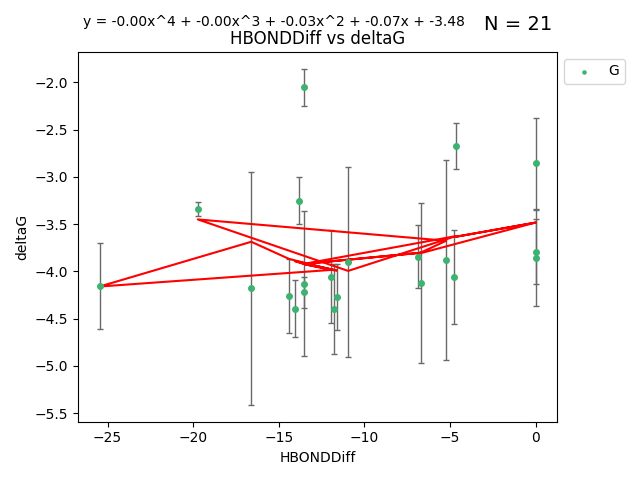 y = -0.00x^4 + -0.00x^3 + -0.03x^2 + -0.07x + -3.48
N = 21
HBONDDiff vs deltaG
G
−2.0
−2.5
−3.0
−3.5
−4.0
−4.5
−5.0
−5.5
deltaG
−25 −20 −15 −10 −5 0
HBONDDiff